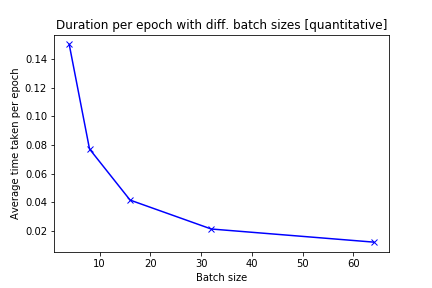 Duration per epoch with diff. batch sizes [quantitative]
Average time taken per epoch
0.14
0.12
0.10
0.08
0.06
0.04
0.02
10 20 30 40 50 60
Batch size